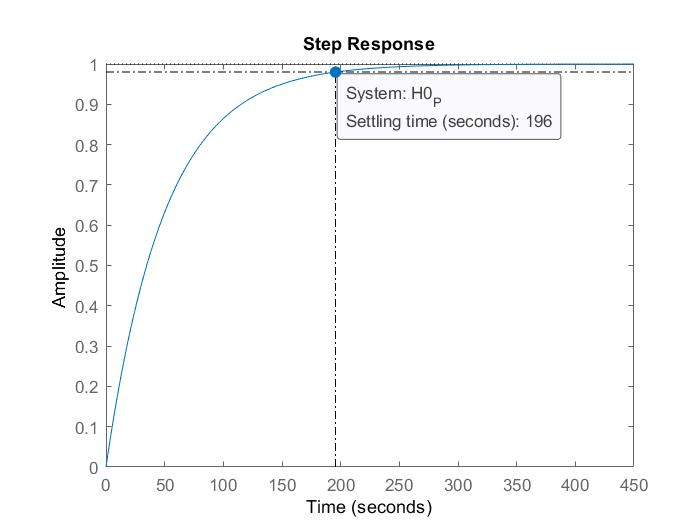 Step Response
1
0.9
0.8
0.7
0.6
0.5
0.4
0.3
0.2
0.1
0
Amplitude
System: H0P
Settling time (seconds): 196
0 50 100 150 200 250 300 350 400 450
Time (seconds)